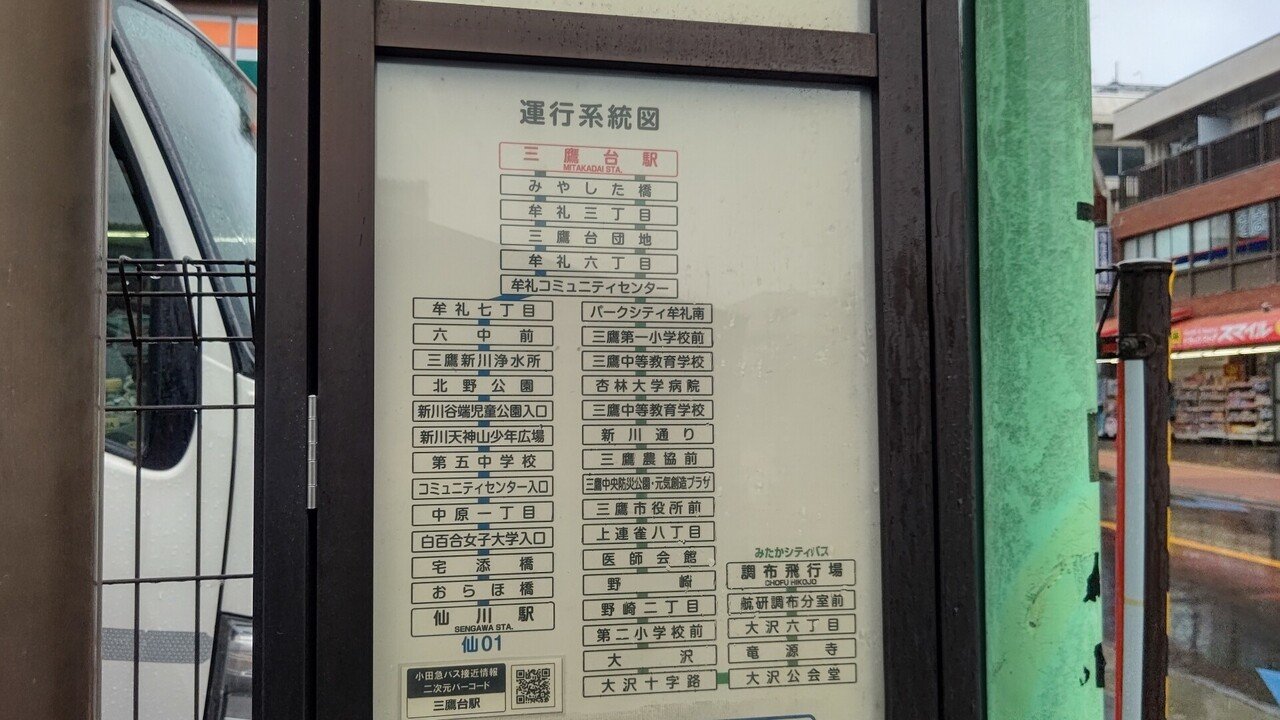 運行系統図
三鷹台駅
MITAKADAI STA.
みやした橋
牟礼三丁目
三鷹台団地
牟礼六丁目
牟礼コミュニティセンター
牟礼七丁目
六中前
三鷹新川浄水所
北野公園
新川谷端児童公園入口
新川天神山少年広場
第五中学校
コミュニティセンター入口
中原一丁目
白百合女子大学入口
宅添橋
おらほ橋
仙川駅
SENGAWA STA.
仙01
パークシティ牟礼南
三鷹第一小学校前
三鷹中等教育学校
杏林大学病院
三鷹中等教育学校
新川通り
三鷹農協前
三鷹中央防災公園・元気創造プラザ
三鷹市役所前
上連雀八丁目
医師会館
野崎
野崎二丁目
第二小学校前
大沢
大沢十字路
みたかシティバス
調布飛行場
CHOFU HIKOJO
航研調布分室前
大沢六丁目
竜源寺
大沢公会堂
小田急バス接近情報
二次元バーコード
三鷹台駅
スマイル